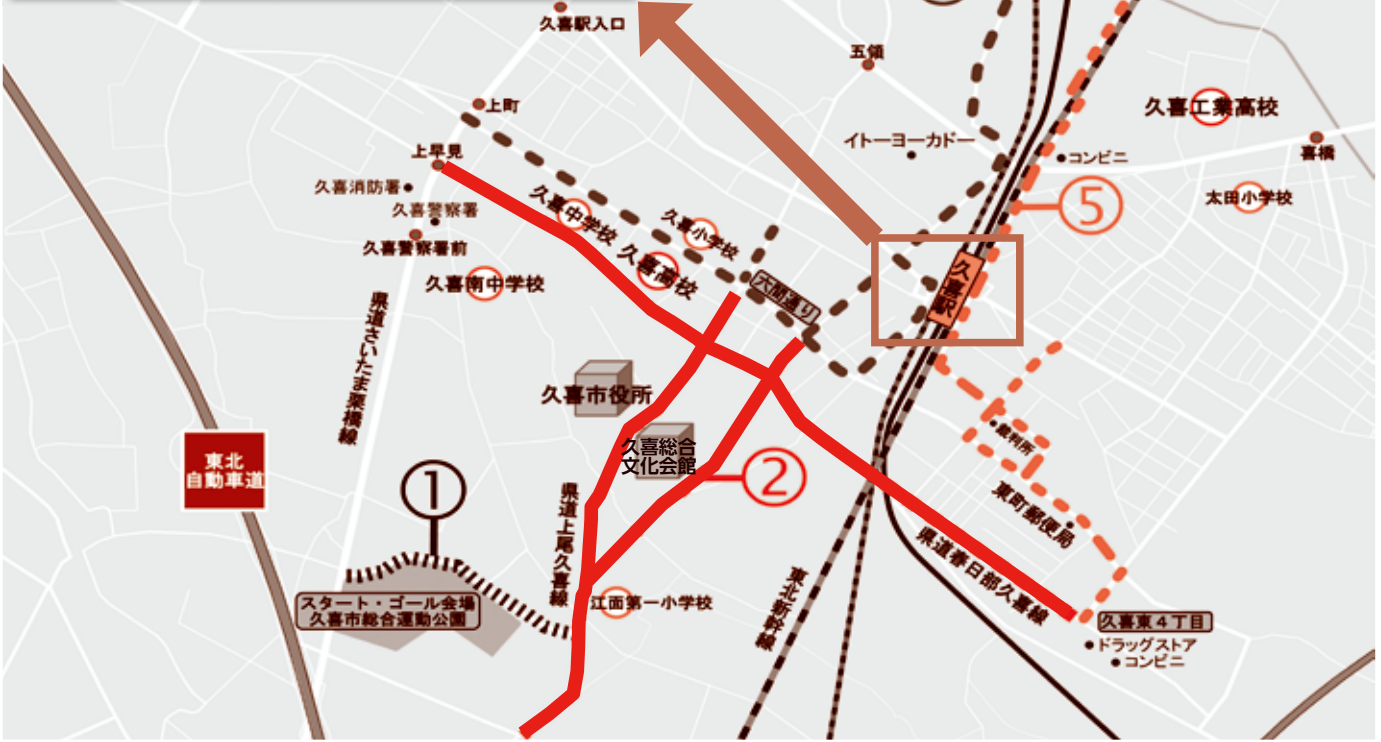 久喜駅入口
五領
上町
久喜工業高校
イトーヨーカドー
コンビニ
喜橋
上早見
久喜消防署
久喜中学校
太田小学校
久喜警察署
久喜小学校
⑤
久喜警察署前
久喜高校
久喜南中学校
六間通り
久喜駅
県道さいたま栗橋線
久喜市役所
裁判所
久喜総合
文化会館
東北
自動車道
①
②
東町郵便局
県道上尾久喜線
県道春日部久喜線
東北新幹線
スタート・ゴール会場
久喜市総合運動公園
江面第一小学校
久喜東4丁目
ドラッグストア
コンビニ